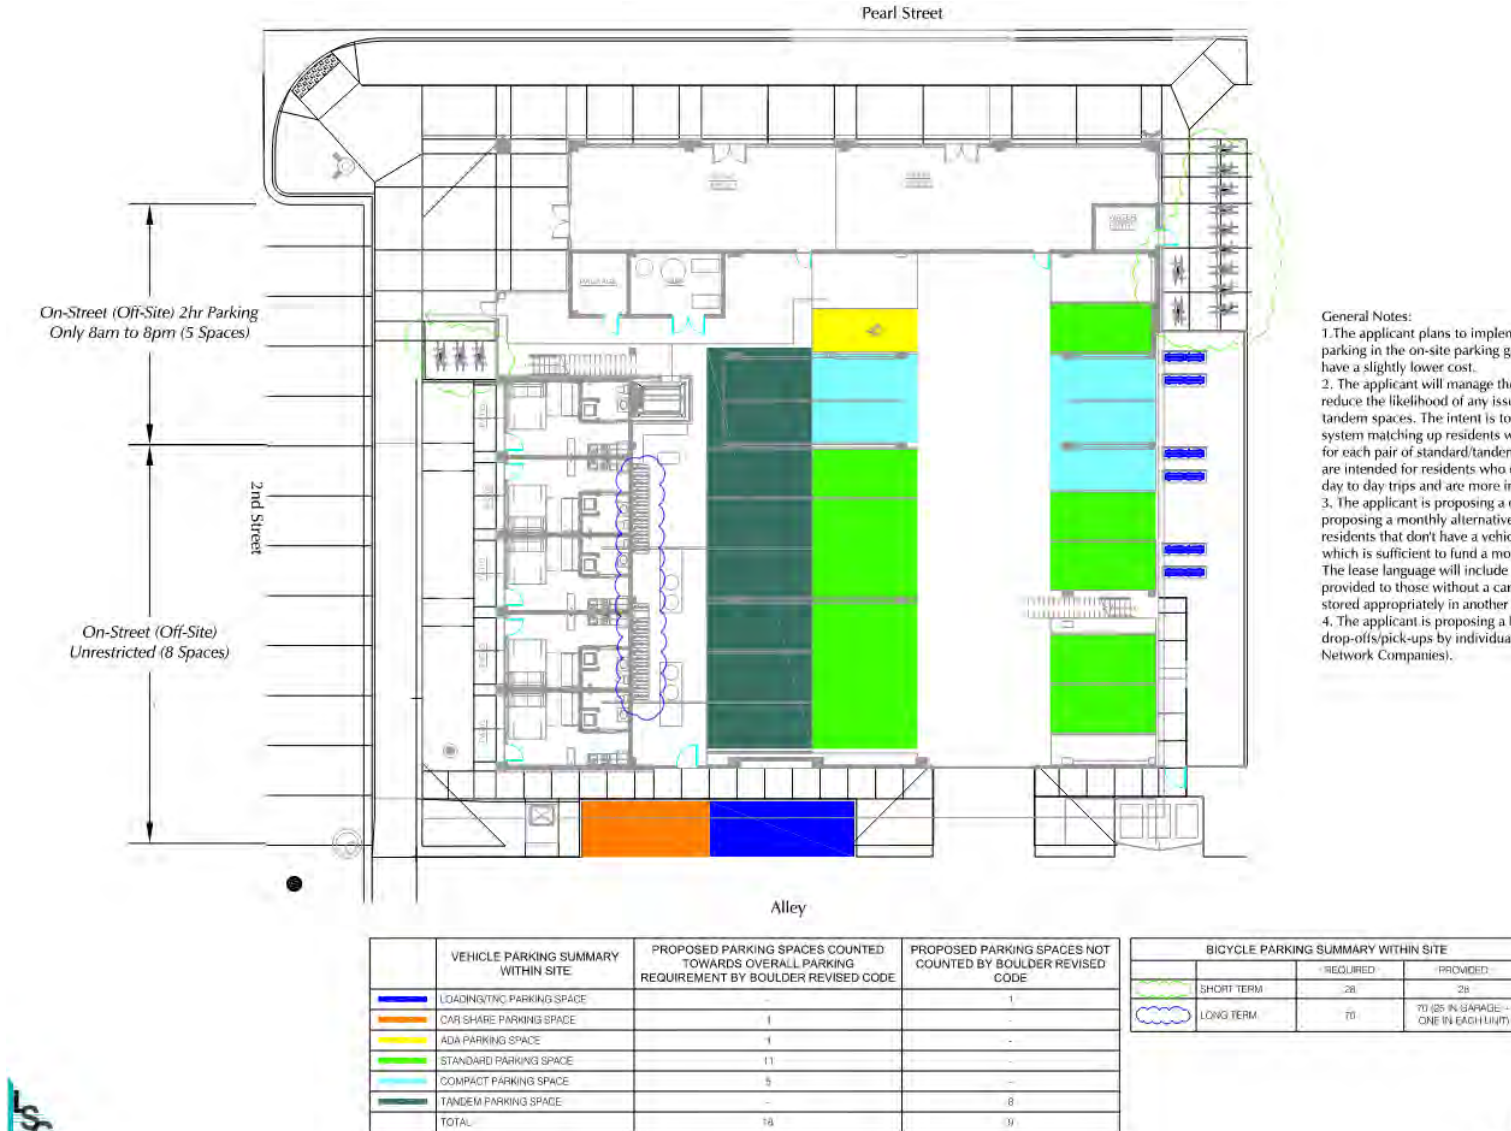 Pearl Street
On-Street (Off-Site) 2hr Parking
Only 8am to 8pm (5 Spaces)
2nd Street
On-Street (Off-Site)
Unrestricted (8 Spaces)
General Notes:
1.The applicant plans to implem
parking in the on-site parking g
have a slightly lower cost.
2. The applicant will manage the
reduce the likelihood of any issu
tandem spaces. The intent is to
system matching up residents w
for each pair of standard/tandem
are intended for residents who
day to day trips and are more in
3. The applicant is proposing a
proposing a monthly alternative
residents that don't have a vehic
which is sufficient to fund a mo
The lease language will include
provided to those without a car
stored appropriately in another
4. The applicant is proposing a
drop-offs/pick-ups by individua
Network Companies).
Alley
VEHICLE PARKING SUMMARY WITHIN SITE
PROPOSED PARKING SPACES COUNTED TOWARDS OVERALL PARKING REQUIREMENT BY BOULDER REVISED CODE
PROPOSED PARKING SPACES NOT COUNTED BY BOULDER REVISED CODE
LOADING/TNC PARKING SPACE - 1
CAR SHARE PARKING SPACE 1 -
ADA PARKING SPACE 1 -
STANDARD PARKING SPACE 11 -
COMPACT PARKING SPACE 5 -
TANDEM PARKING SPACE - 8
TOTAL 18 9
BICYCLE PARKING SUMMARY WITHIN SITE
REQUIRED PROVIDED
SHORT TERM 28 28
LONG TERM 70 70 (25 IN GARAGE +
ONE IN EACH UNIT)
LSC